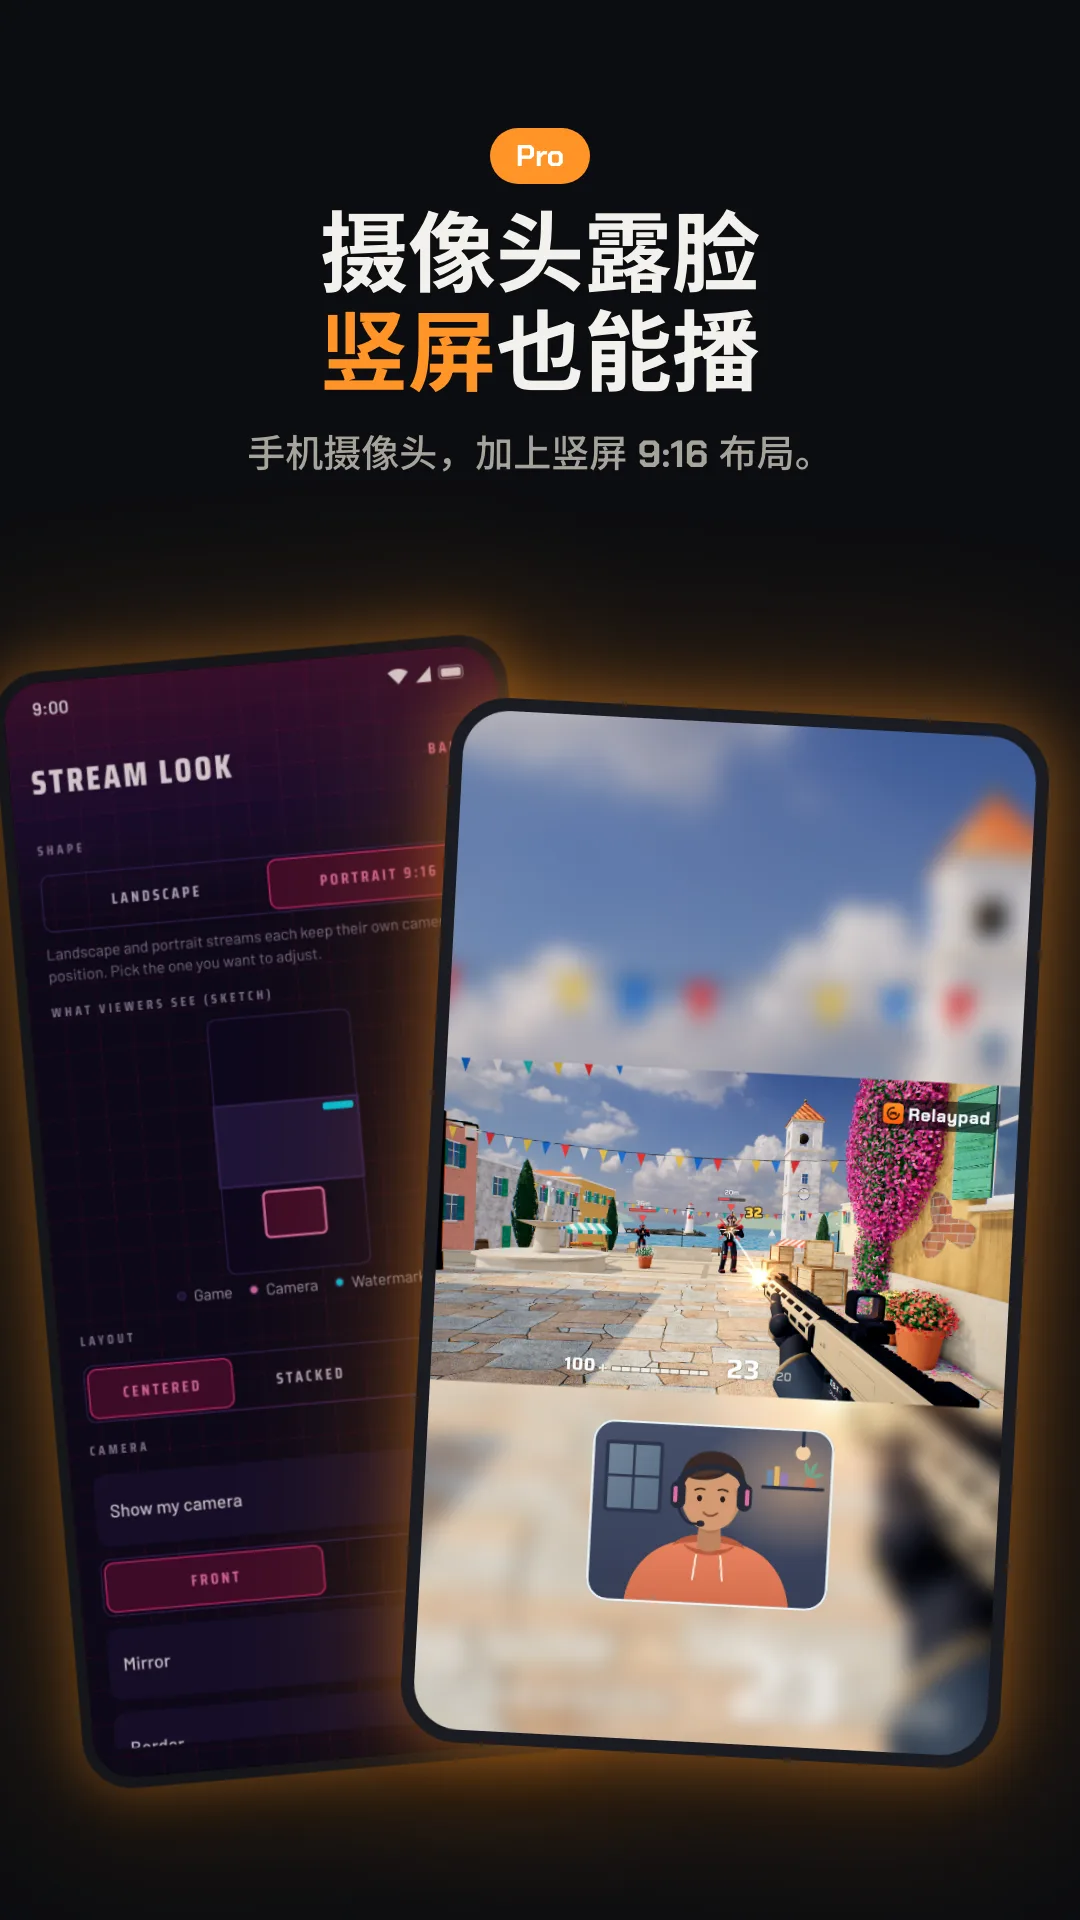 Pro
摄像头露脸
竖屏也能播
手机摄像头，加上竖屏 9:16 布局。
9:00
STREAM LOOK
SHAPE
LANDSCAPE
PORTRAIT 9:16
Landscape and portrait streams each keep their own
position. Pick the one you want to adjust.
WHAT VIEWERS SEE (SKETCH)
Game
Camera
Watermark
LAYOUT
CENTERED
STACKED
CAMERA
Show my camera
FRONT
Mirror
Border
Relaypad
32
100+
23